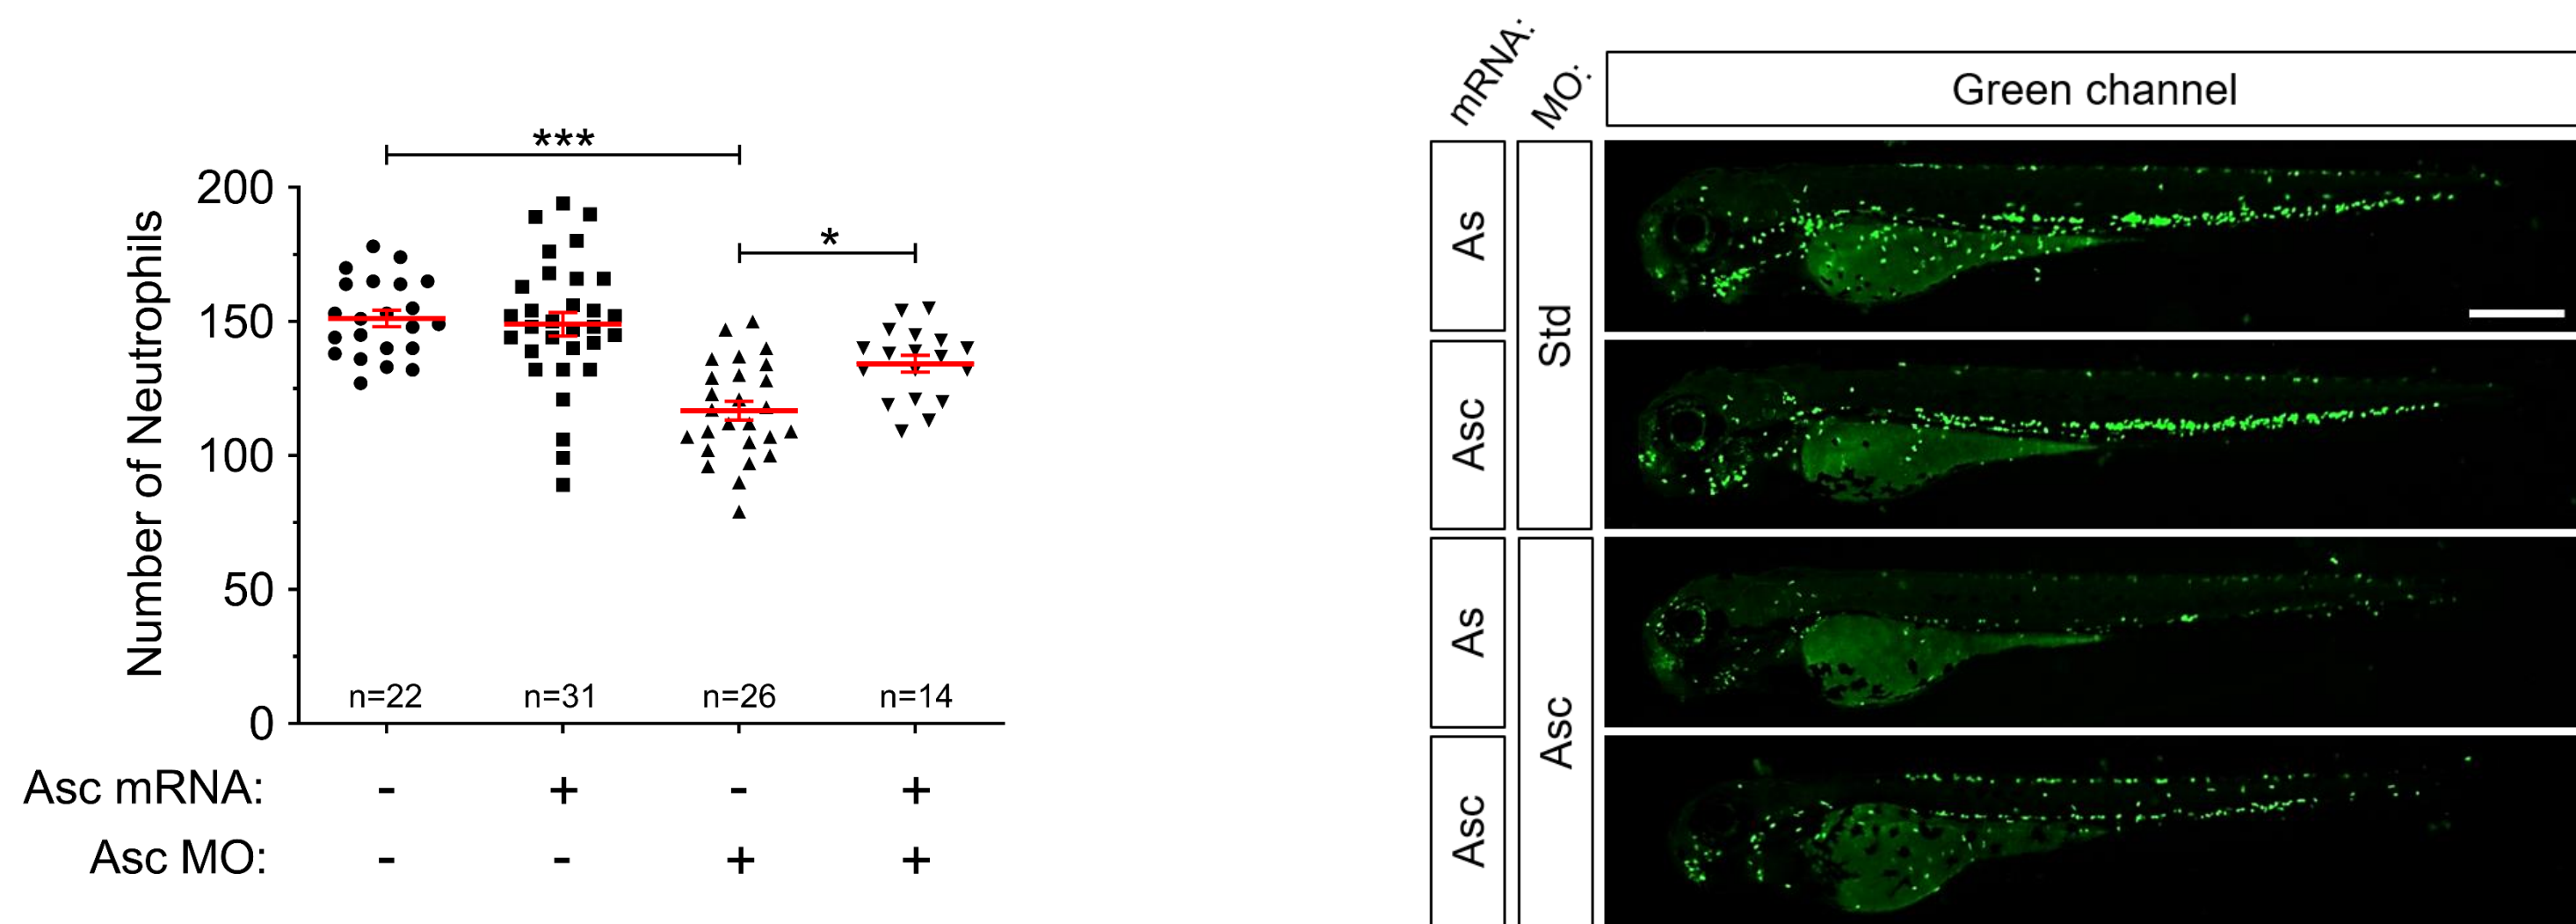 ***
*
Number of Neutrophils
200
150
100
50
0
n=22 n=31 n=26 n=14
Asc mRNA: - + - +
Asc MO: - - + +
mRNA:
MO:
Green channel
As
Asc
As
Asc
Std
Asc